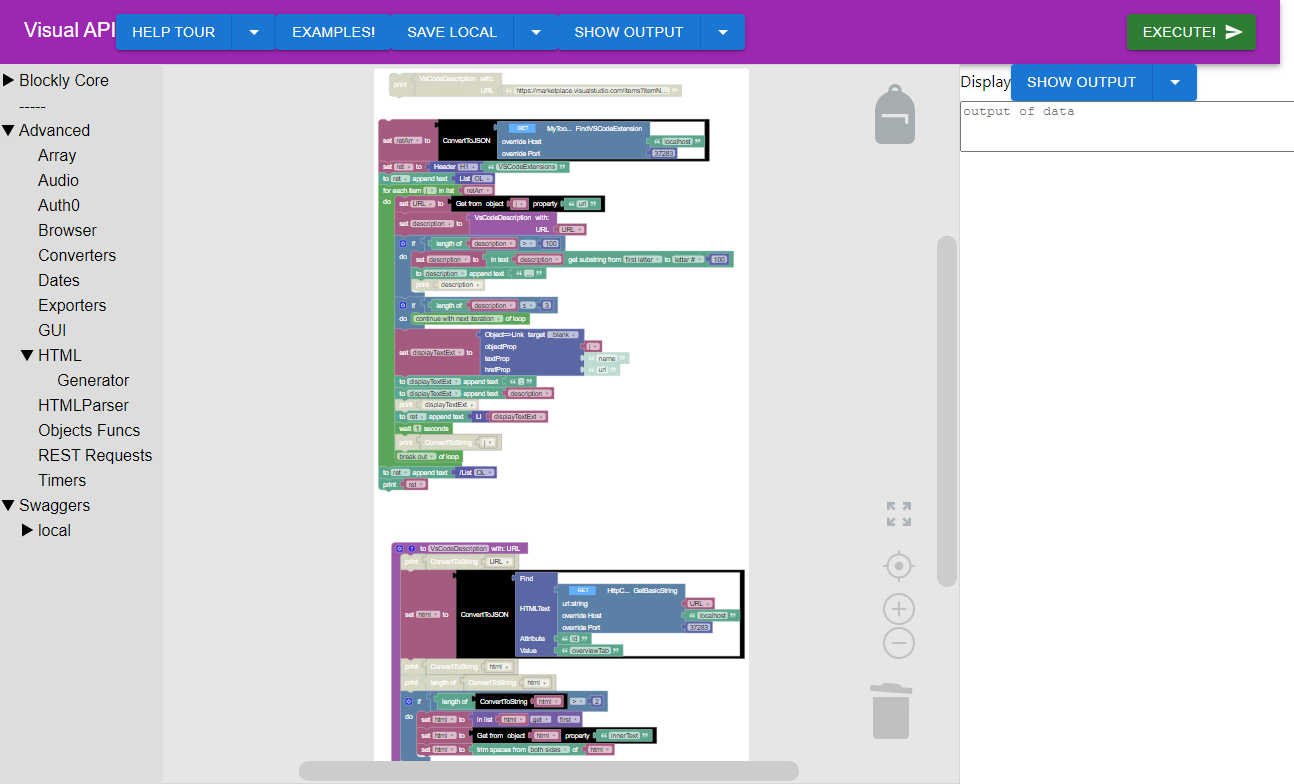 Visual API
HELP TOUR
EXAMPLES!
SAVE LOCAL
SHOW OUTPUT
EXECUTE!
Blockly Core
-----
Advanced
Array
Audio
Auth0
Browser
Converters
Dates
Exporters
GUI
HTML
Generator
HTMLParser
Objects Funcs
REST Requests
Timers
Swaggers
local
print VsCodeDescription with:
URL “ https://marketplace.visualstudio.com/items?itemN... ”
set retArr to ConvertToJSON GET MyToo... FindVSCodeExtension
override Host “ localhost ”
override Port 37283
set ret to Header H1 “ VSCodeExtensions ”
to ret append text List OL
for each item j in list retArr
do set URL to Get from object j property “ url ”
set description to VsCodeDescription with:
URL URL
if length of description > 100
do set description to in text description get substring from first letter to letter # 100
to description append text “ ... ”
print description
if length of description ≤ 3
do continue with next iteration of loop
set displayTextExt to Object=>Link target _blank
objectProp j
textProp “ name ”
hrefProp “ url ”
to displayTextExt append text “ : ”
to displayTextExt append text description
print displayTextExt
to ret append text LI displayTextExt
wait 1 seconds
print ConvertToString j
break out of loop
to ret append text /List OL
print ret
? to VsCodeDescription with: URL
print ConvertToString URL
set html to ConvertToJSON Find
HTMLText GET HttpC... GetBasicString
url:string URL
override Host “ localhost ”
override Port 37283
Attribute “ id ”
Value “ overviewTab ”
print ConvertToString html
print length of ConvertToString html
if length of ConvertToString html > 2
do set html to in list html get first
set html to Get from object html property “ innerText ”
set html to trim spaces from both sides of html
Display SHOW OUTPUT
output of data